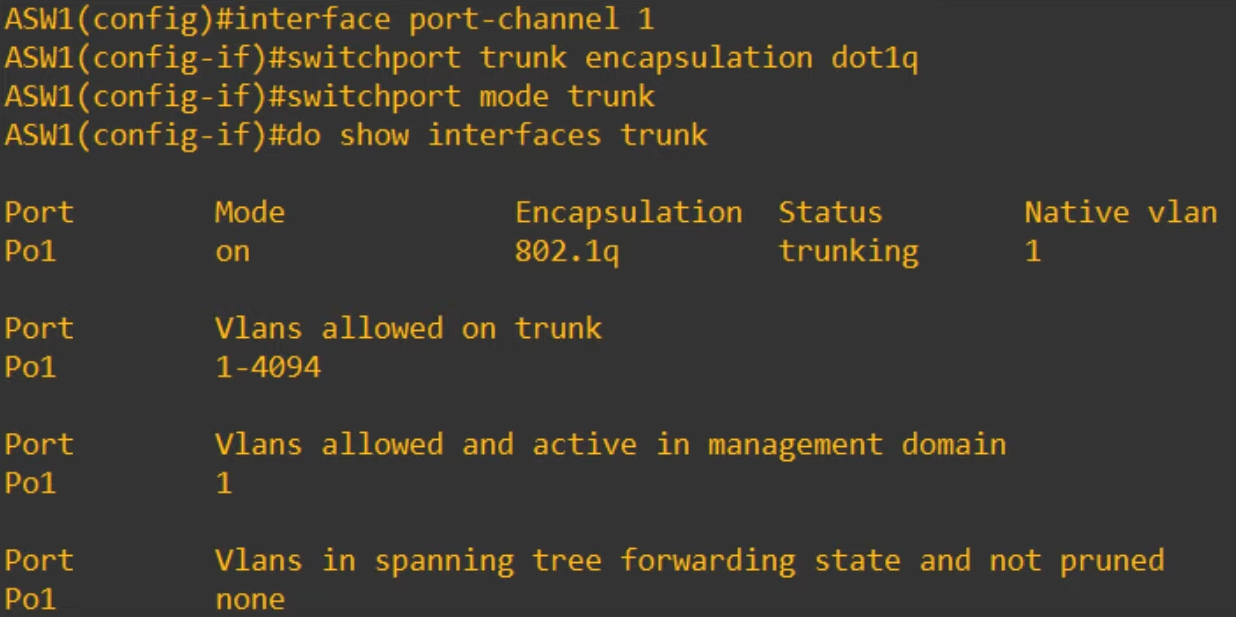 ASW1(config)#interface port-channel 1
ASW1(config-if)#switchport trunk encapsulation dot1q
ASW1(config-if)#switchport mode trunk
ASW1(config-if)#do show interfaces trunk
Port Mode Encapsulation Status Native vlan
Po1 on 802.1q trunking 1
Port Vlans allowed on trunk
Po1 1-4094
Port Vlans allowed and active in management domain
Po1 1
Port Vlans in spanning tree forwarding state and not pruned
Po1 none